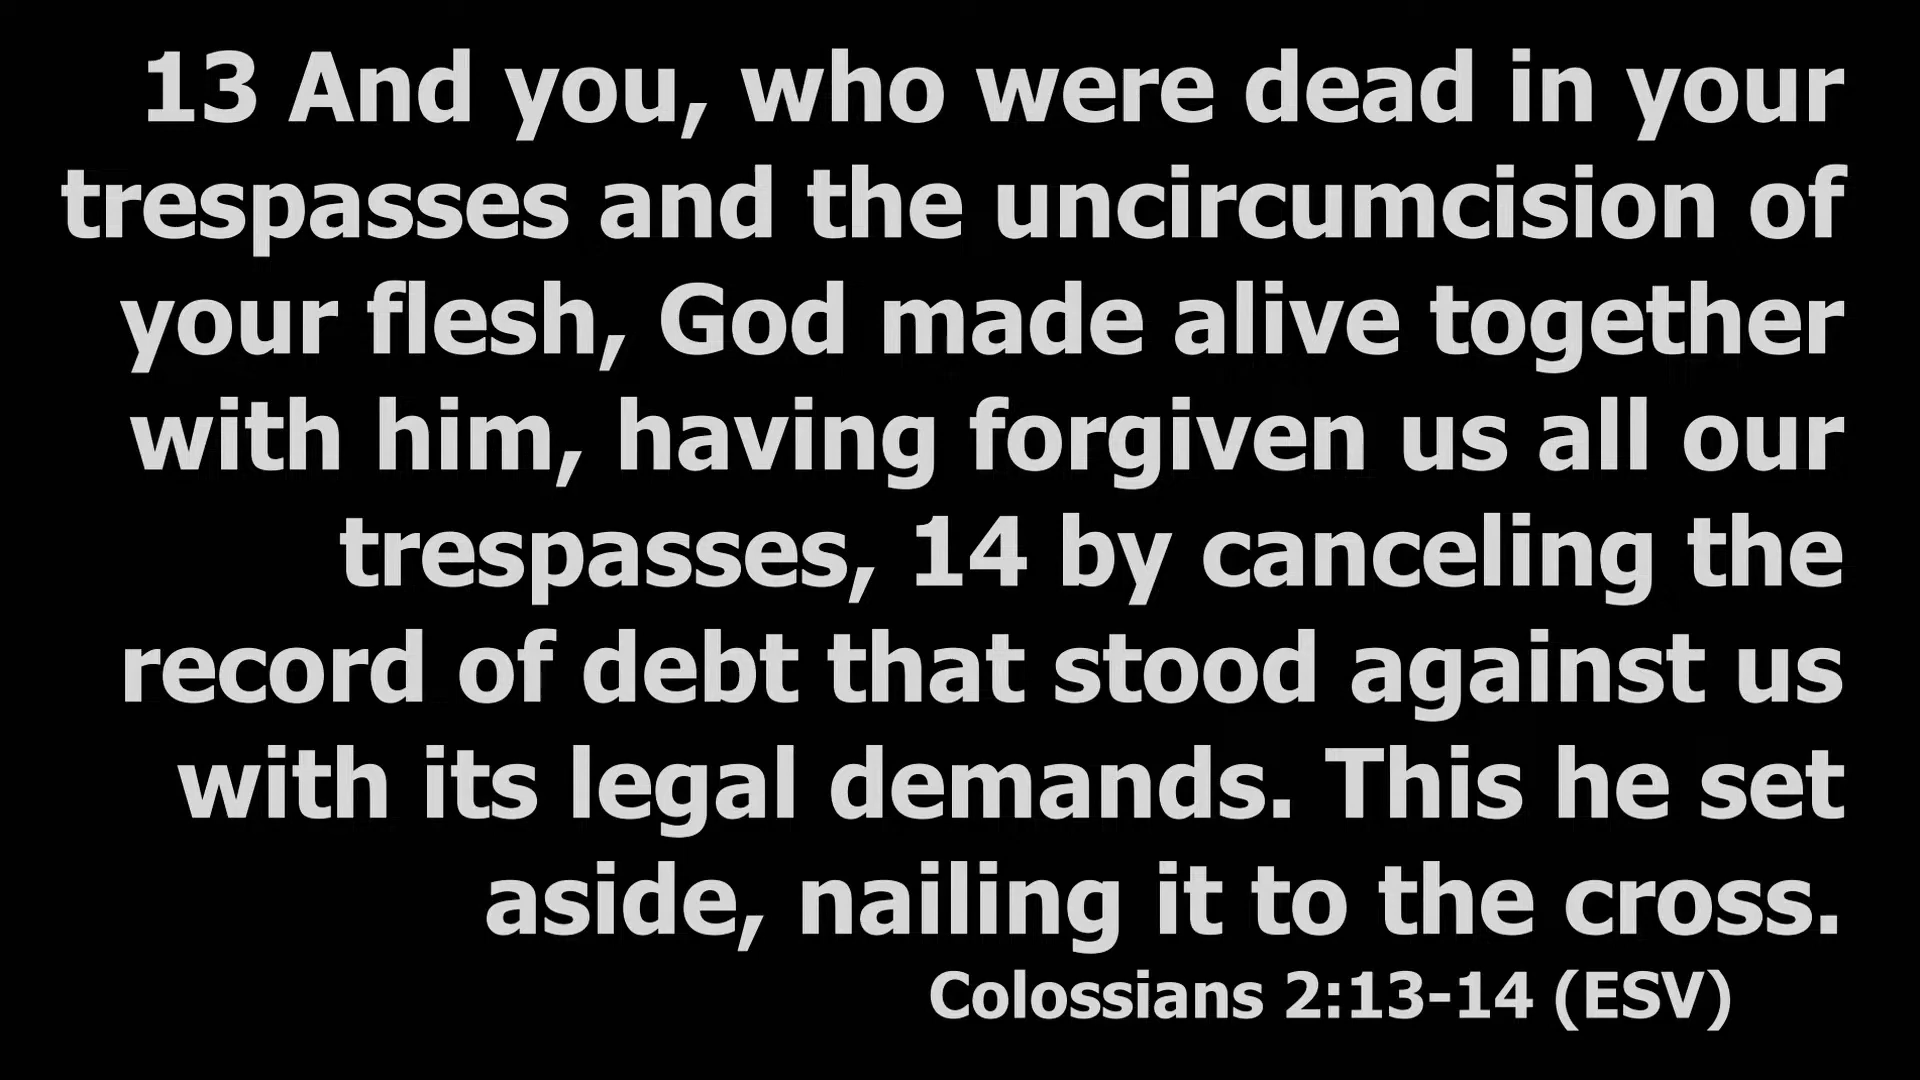 13 And you, who were dead in your
trespasses and the uncircumcision of
your flesh, God made alive together
with him, having forgiven us all our
trespasses, 14 by canceling the
record of debt that stood against us
with its legal demands. This he set
aside, nailing it to the cross.
Colossians 2:13-14 (ESV)